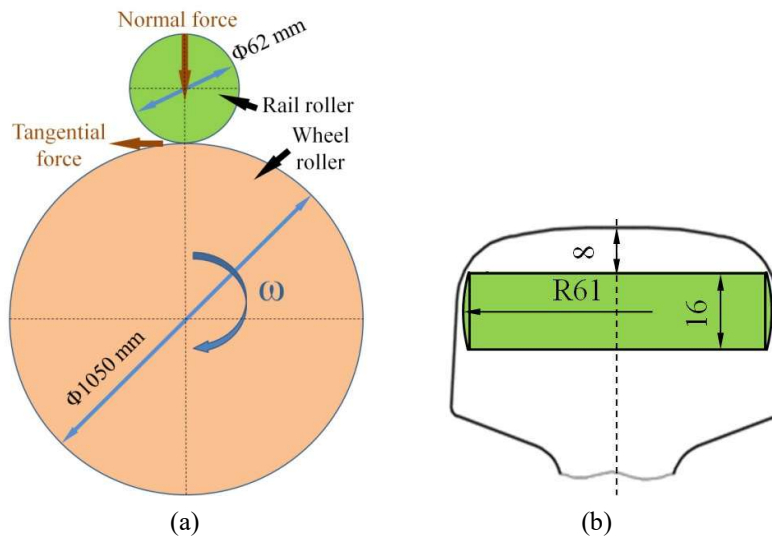 Normal force
Φ62 mm
Rail roller
Tangential
force
Wheel
roller
ω
Φ1050 mm
8
R61
16
(a)
(b)